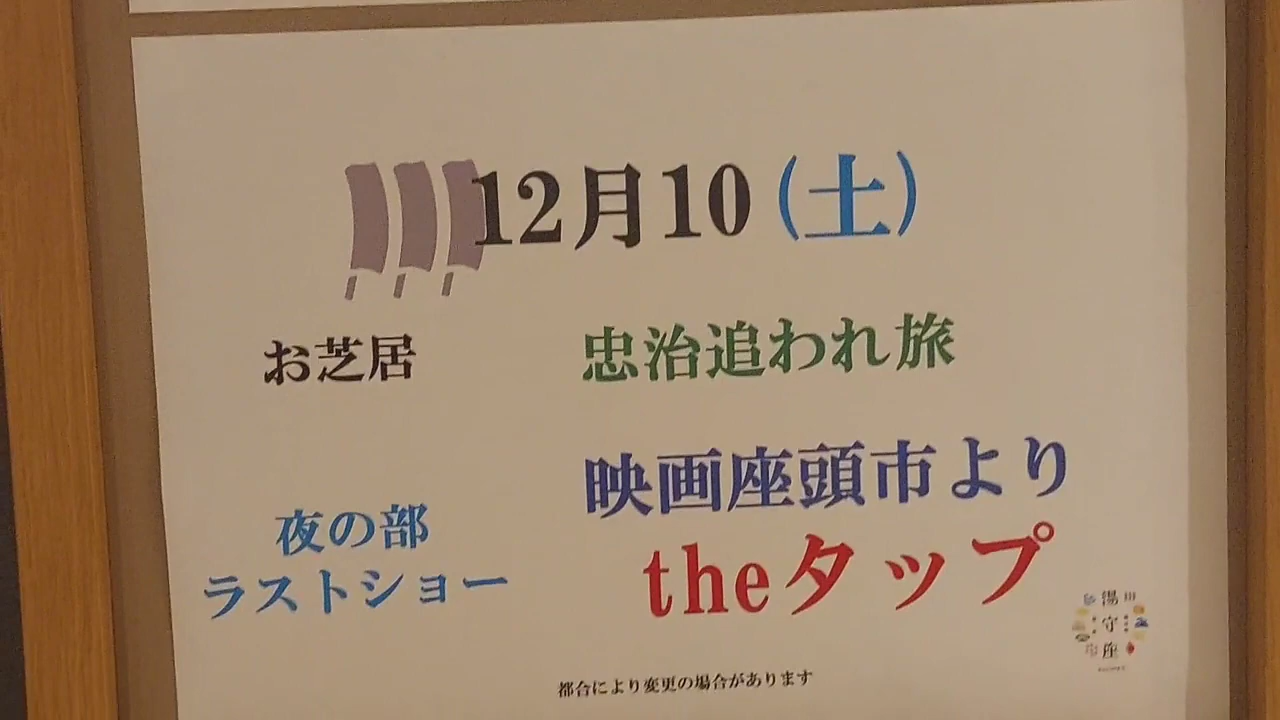 12月10(土)
お芝居 忠治追われ旅
映画座頭市より
夜の部
ラストショー theタップ
湯守座
都合により変更の場合があります